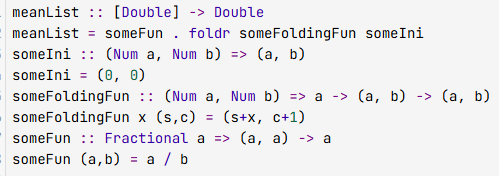 meanList :: [Double] -> Double
meanList = someFun . foldr someFoldingFun someIni
someIni :: (Num a, Num b) => (a, b)
someIni = (0, 0)
someFoldingFun :: (Num a, Num b) => a -> (a, b) -> (a, b)
someFoldingFun x (s,c) = (s+x, c+1)
someFun :: Fractional a => (a, a) -> a
someFun (a,b) = a / b